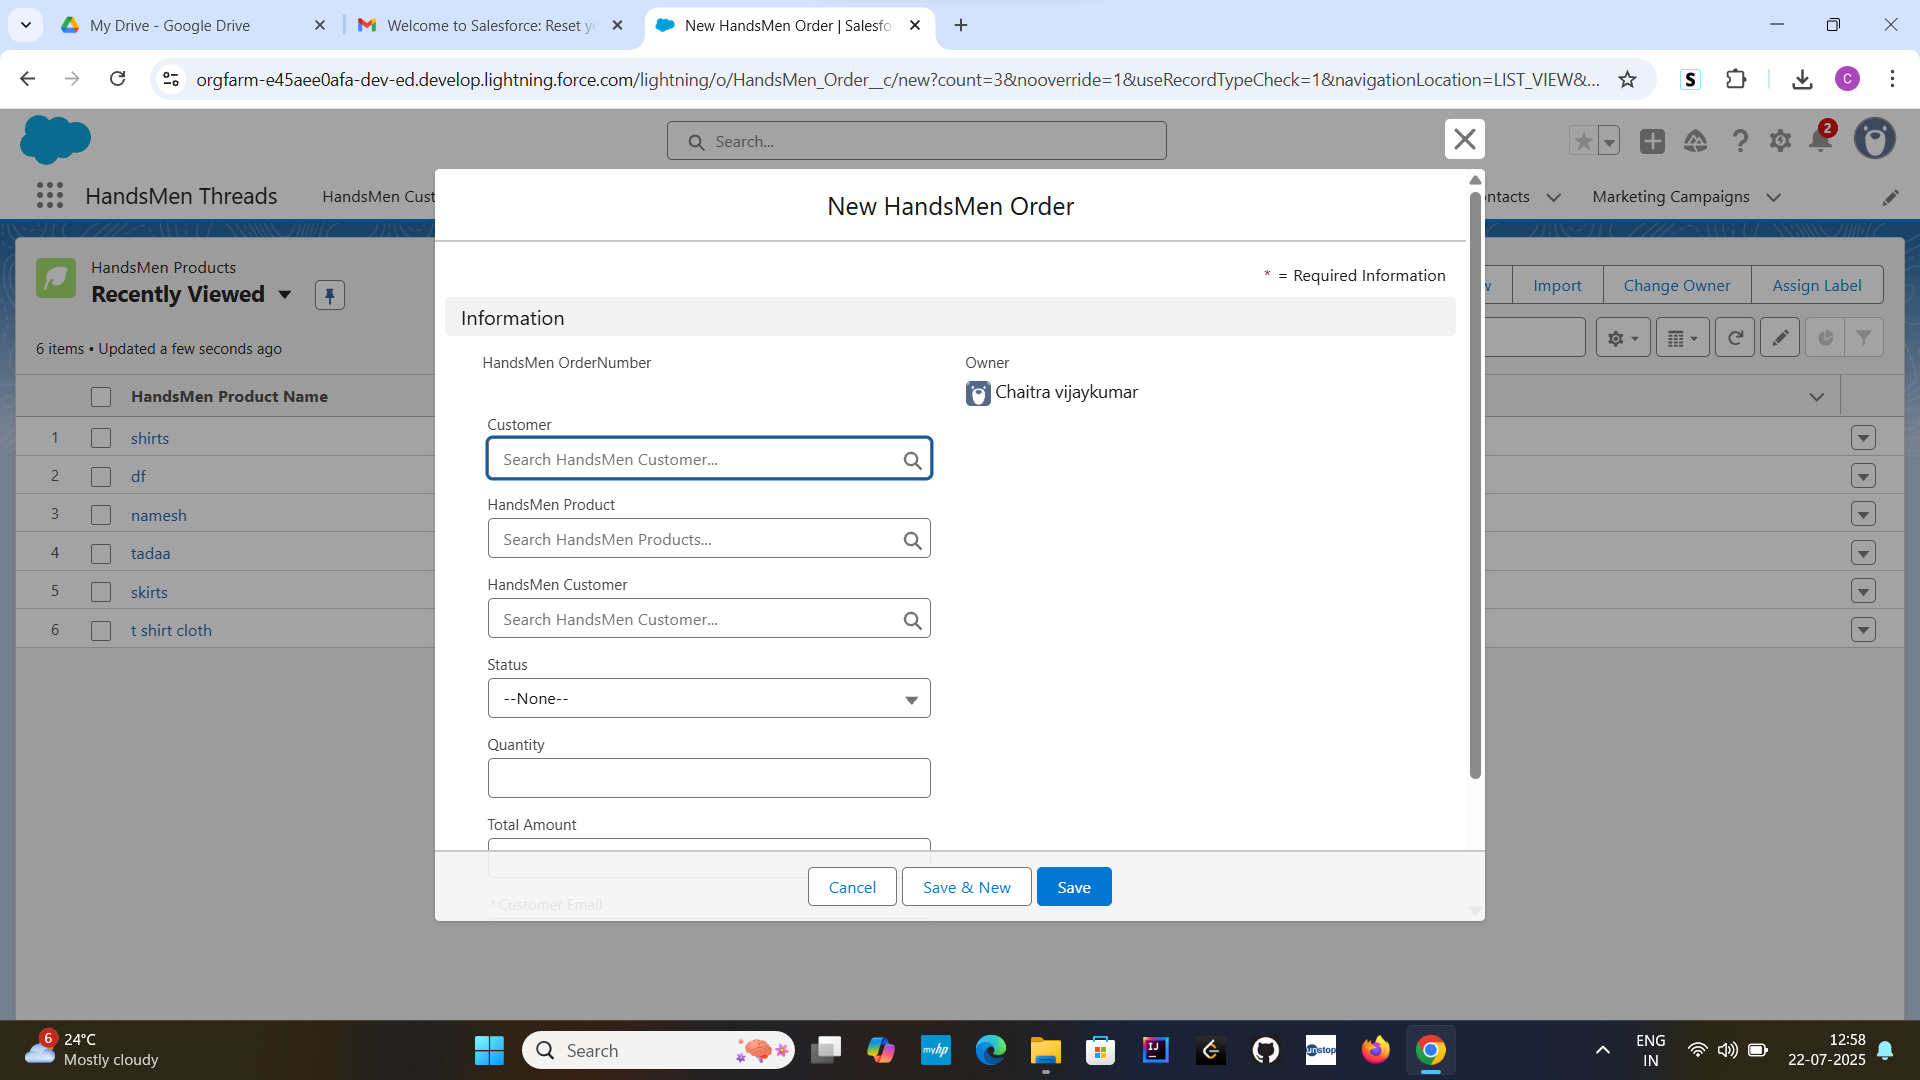 My Drive - Google Drive
Welcome to Salesforce: Reset yo
New HandsMen Order | Salesfo
orgfarm-e45aee0afa-dev-ed.develop.lightning.force.com/lightning/o/HandsMen_Order__c/new?count=3&nooverride=1&useRecordTypeCheck=1&navigationLocation=LIST_VIEW&...
S
C
Search...
2
HandsMen Threads
HandsMen Cust
ntacts
Marketing Campaigns
New HandsMen Order
* = Required Information
Information
HandsMen OrderNumber
Owner
Chaitra vijaykumar
Customer
Search HandsMen Customer...
HandsMen Product
Search HandsMen Products...
HandsMen Customer
Search HandsMen Customer...
Status
--None--
Quantity
Total Amount
*Customer Email
Cancel
Save & New
Save
HandsMen Products
Recently Viewed
6 items • Updated a few seconds ago
w
Import
Change Owner
Assign Label
HandsMen Product Name
1 shirts
2 df
3 namesh
4 tadaa
5 skirts
6 t shirt cloth
6
24°C
Mostly cloudy
Search
myhp
IJ
unstop
ENG
IN
12:58
22-07-2025